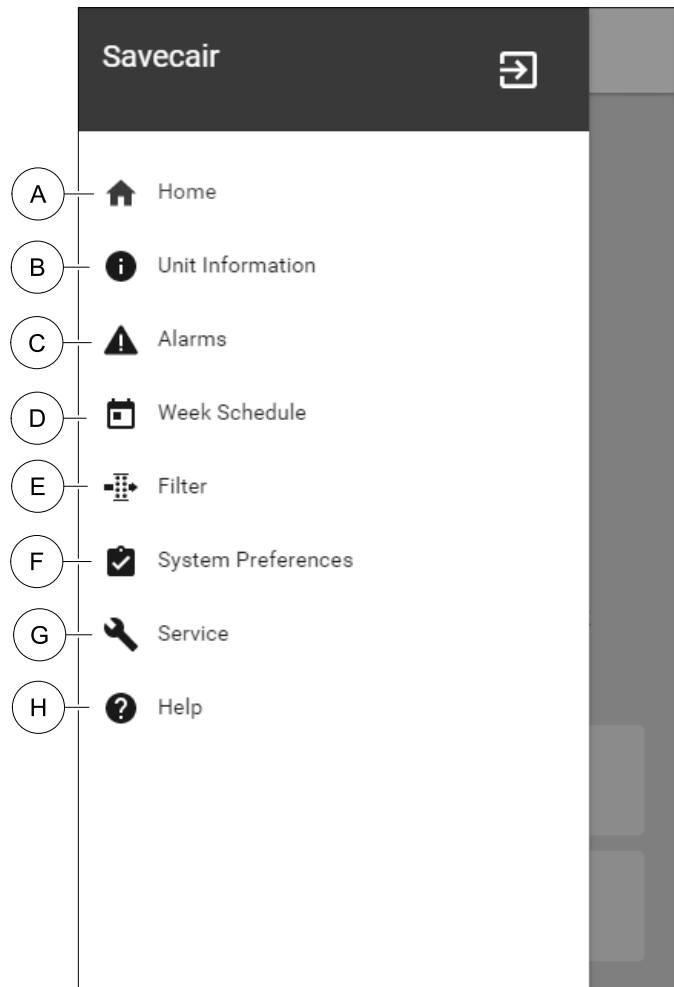 Savecair
A Home
B Unit Information
C Alarms
D Week Schedule
E Filter
F System Preferences
G Service
H Help